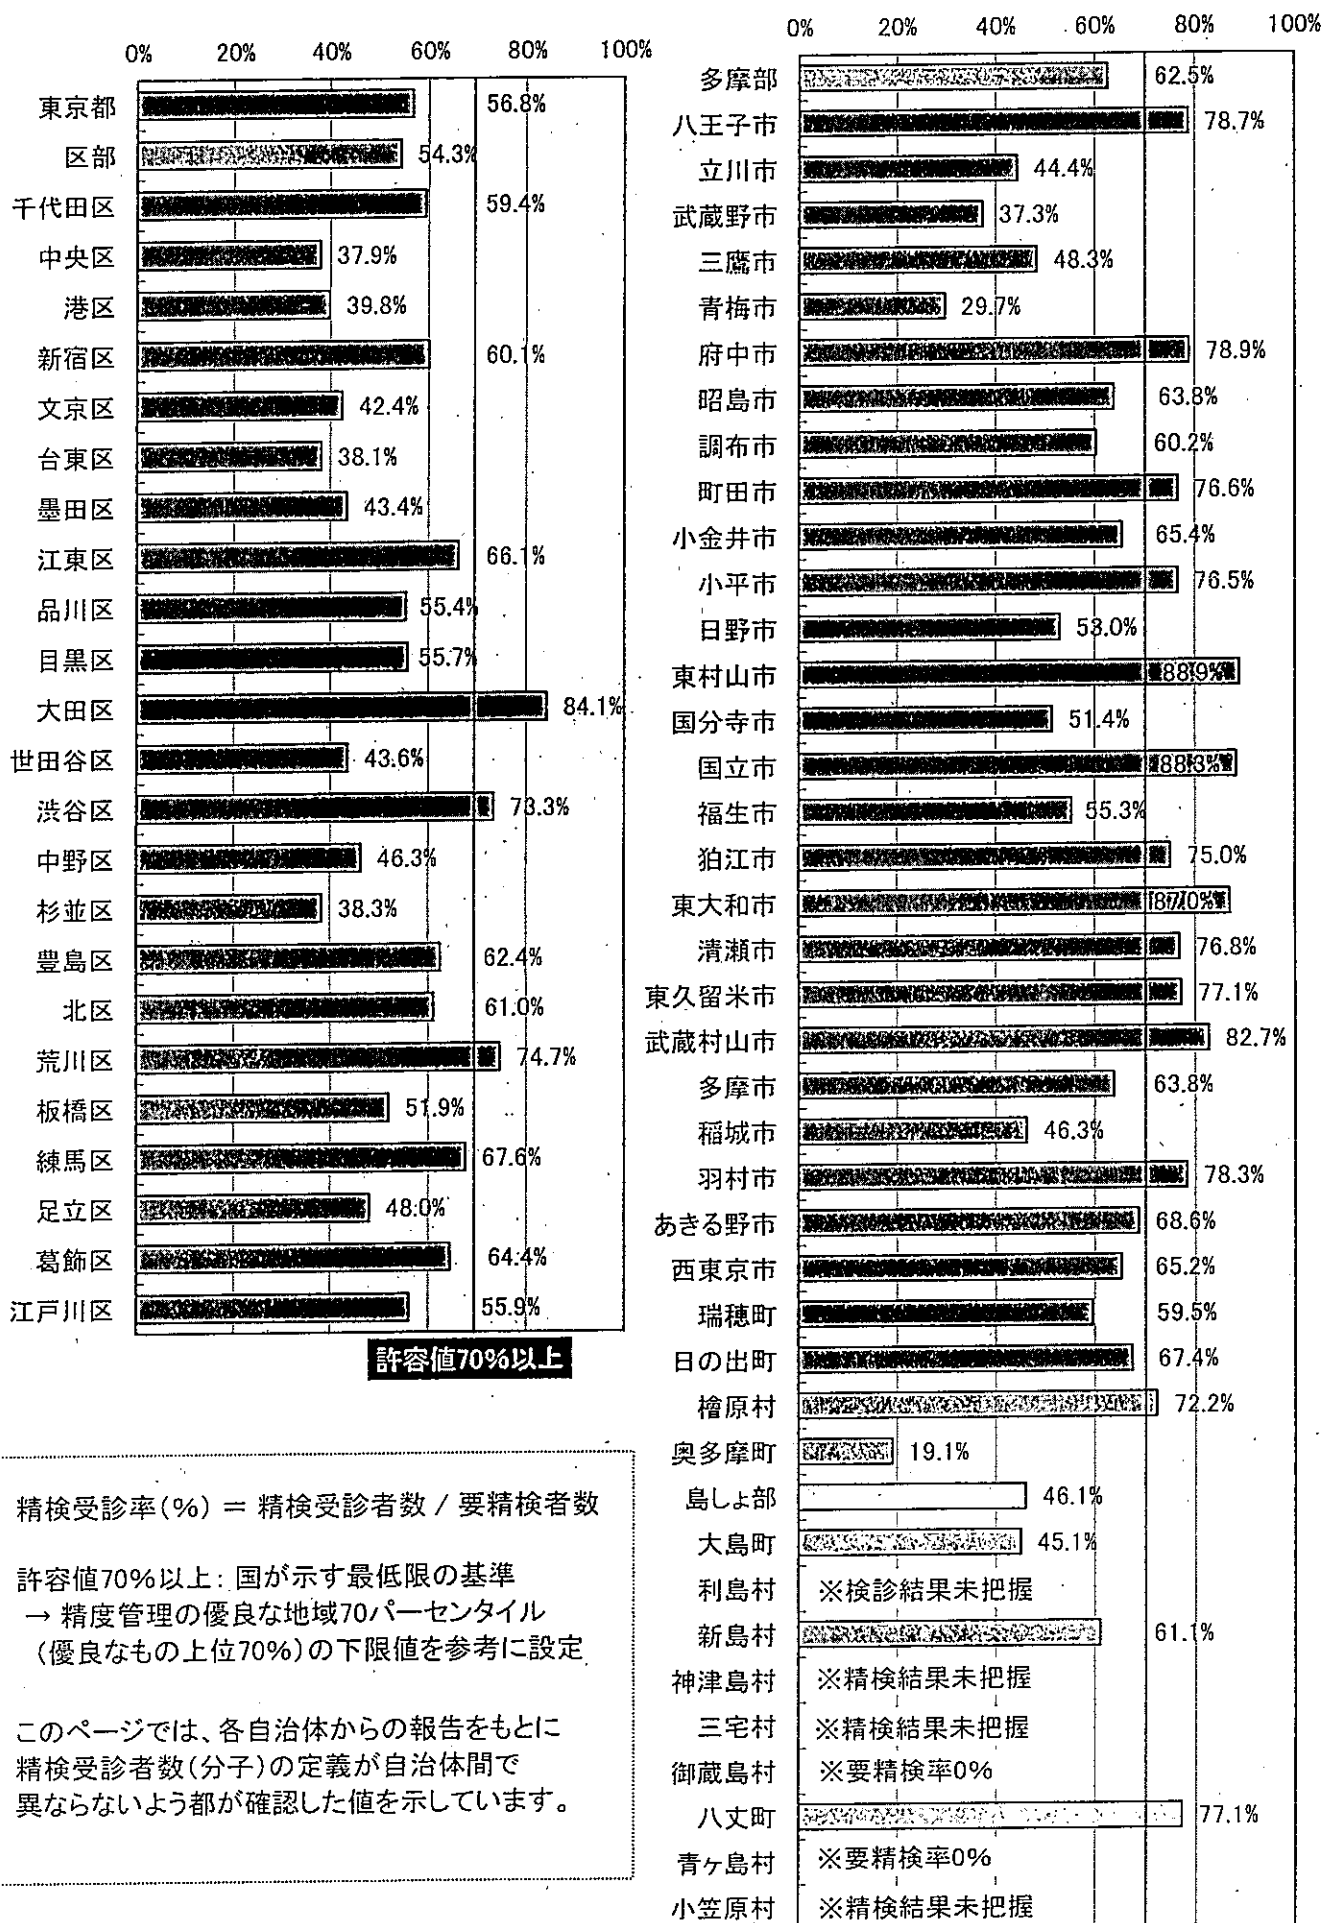 0% 20% 40% 60% 80% 100%
東京都 56.8%
区部 54.3%
千代田区 59.4%
中央区 37.9%
港区 39.8%
新宿区 60.1%
文京区 42.4%
台東区 38.1%
墨田区 43.4%
江東区 66.1%
品川区 55.4%
目黒区 55.7%
大田区 84.1%
世田谷区 43.6%
渋谷区 73.3%
中野区 46.3%
杉並区 38.3%
豊島区 62.4%
北区 61.0%
荒川区 74.7%
板橋区 51.9%
練馬区 67.6%
足立区 48.0%
葛飾区 64.4%
江戸川区 55.9%
許容値70%以上
精検受診率(%) = 精検受診者数 / 要精検者数
許容値70%以上: 国が示す最低限の基準
→ 精度管理の優良な地域70パーセンタイル
(優良なもの上位70%)の下限値を参考に設定
このページでは、各自治体からの報告をもとに
精検受診者数(分子)の定義が自治体間で
異ならないよう都が確認した値を示しています。
0% 20% 40% 60% 80% 100%
多摩部 62.5%
八王子市 78.7%
立川市 44.4%
武蔵野市 37.3%
三鷹市 48.3%
青梅市 29.7%
府中市 78.9%
昭島市 63.8%
調布市 60.2%
町田市 76.6%
小金井市 65.4%
小平市 76.5%
日野市 53.0%
東村山市 88.9%
国分寺市 51.4%
国立市 88.3%
福生市 55.3%
狛江市 75.0%
東大和市 87.0%
清瀬市 76.8%
東久留米市 77.1%
武蔵村山市 82.7%
多摩市 63.8%
稲城市 46.3%
羽村市 78.3%
あきる野市 68.6%
西東京市 65.2%
瑞穂町 59.5%
日の出町 67.4%
檜原村 72.2%
奥多摩町 19.1%
島しょ部 46.1%
大島町 45.1%
利島村 ※検診結果未把握
新島村 61.1%
神津島村 ※精検結果未把握
三宅村 ※精検結果未把握
御蔵島村 ※要精検率0%
八丈町 77.1%
青ヶ島村 ※要精検率0%
小笠原村 ※精検結果未把握